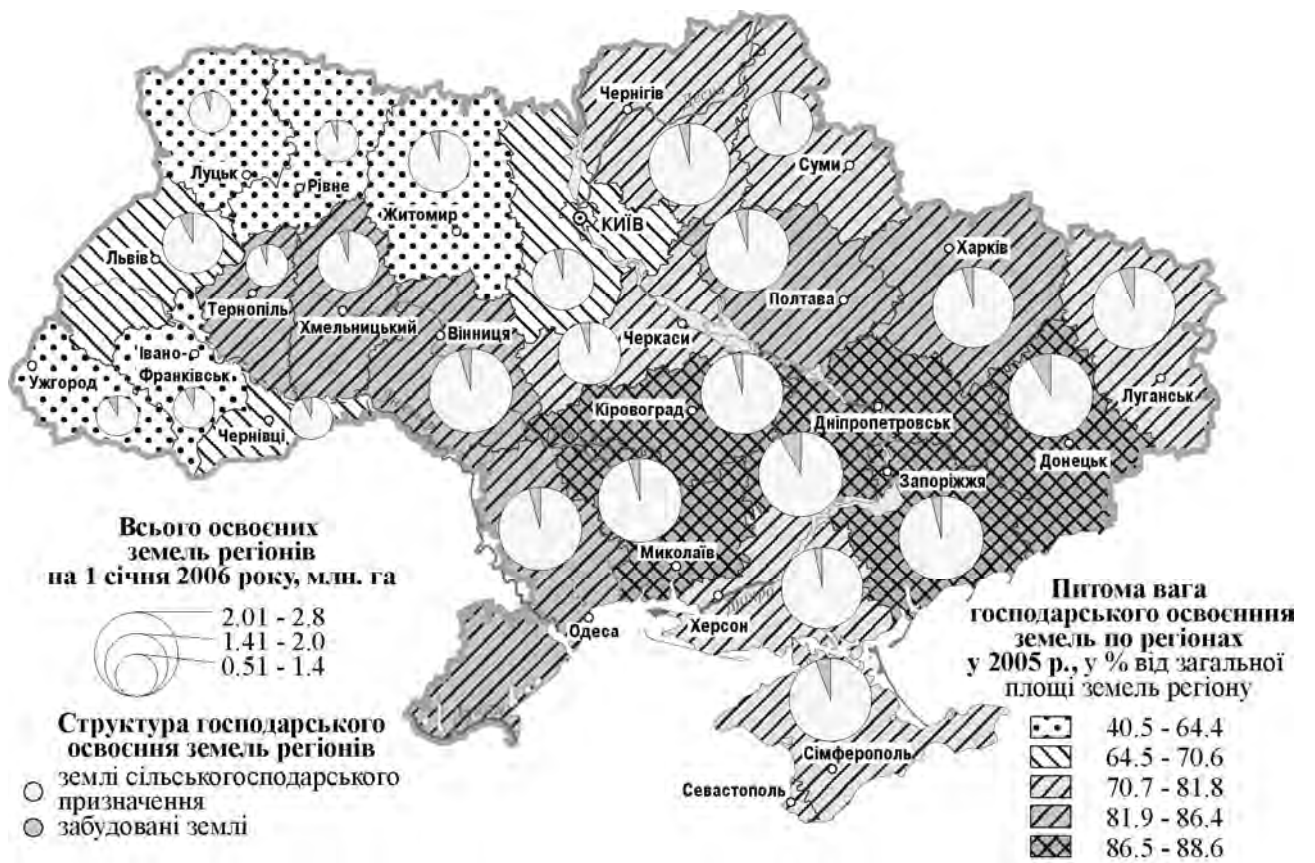 Чернігів
Десна
Суми
Луцьк
Рівне
Житомир
КИЇВ
Харків
Львів
Тернопіль
Хмельницький
Вінниця
Полтава
Черкаси
Івано-
Франківськ
Ужгород
Чернівці
Кіровоград
Дніпропетровськ
Луганськ
Донецьк
Запоріжжя
Миколаїв
Дніпро
Херсон
Одеса
Сімферополь
Севастополь
Всього освоєних
земель регіонів
на 1 січня 2006 року, млн. га
2.01 - 2.8
1.41 - 2.0
0.51 - 1.4
Структура господарського
освоєння земель регіонів
землі сільськогосподарського
призначення
забудовані землі
Питома вага
господарського освоєнння
земель по регіонах
у 2005 р., у % від загальної
площі земель регіону
40.5 - 64.4
64.5 - 70.6
70.7 - 81.8
81.9 - 86.4
86.5 - 88.6